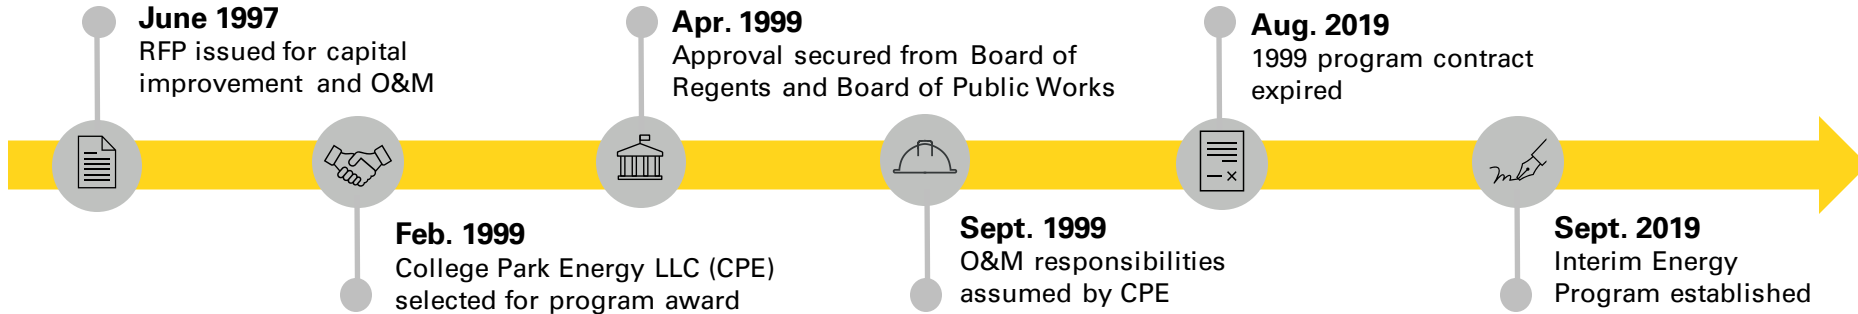 June 1997
RFP issued for capital
improvement and O&M
Feb. 1999
College Park Energy LLC (CPE)
selected for program award
Apr. 1999
Approval secured from Board of
Regents and Board of Public Works
Sept. 1999
O&M responsibilities
assumed by CPE
Aug. 2019
1999 program contract
expired
Sept. 2019
Interim Energy
Program established